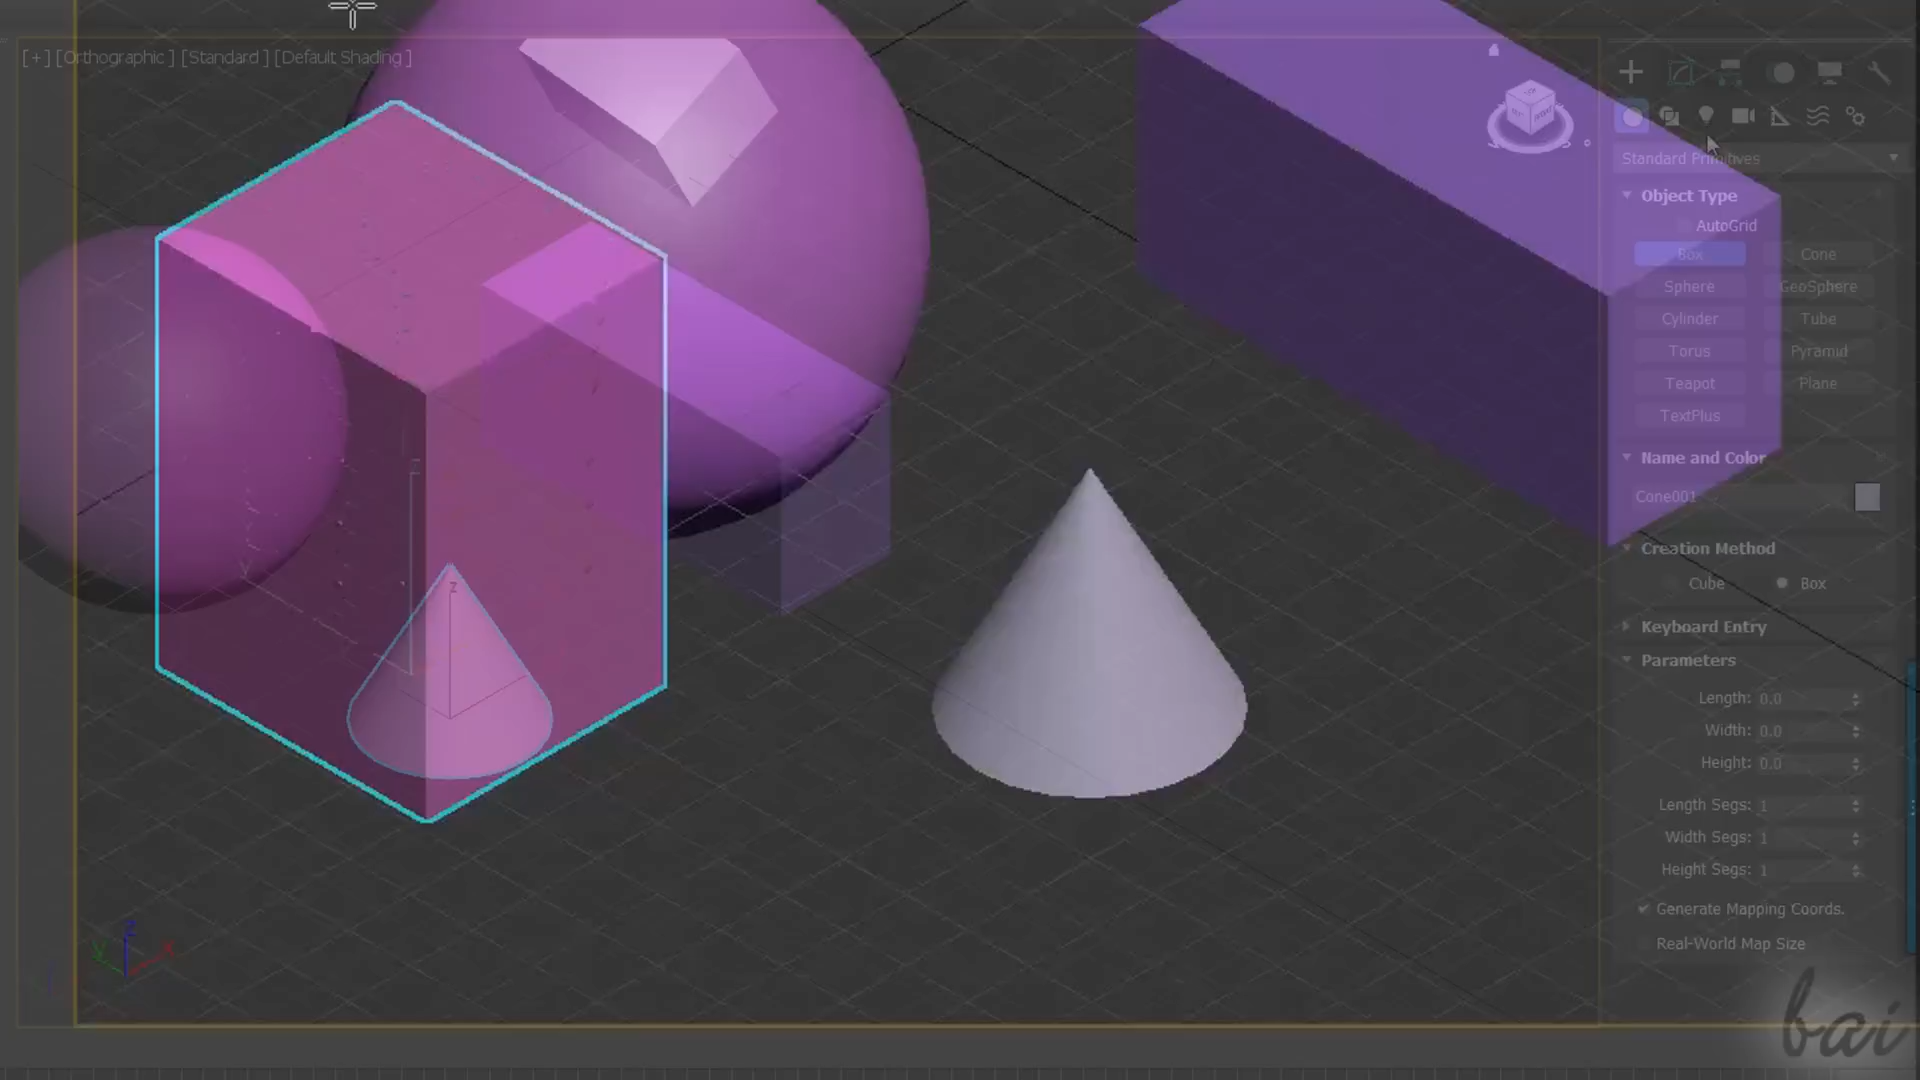 [+] [Orthographic ] [Standard ] [Default Shading ]
Standard Primitives
Object Type
AutoGrid
Box Cone
Sphere GeoSphere
Cylinder Tube
Torus Pyramid
Teapot Plane
TextPlus
Name and Color
Cone001
Creation Method
Cube Box
Keyboard Entry
Parameters
Length: 0.0
Width: 0.0
Height: 0.0
Length Segs: 1
Width Segs: 1
Height Segs: 1
Generate Mapping Coords.
Real-World Map Size
z
z
y x
bai